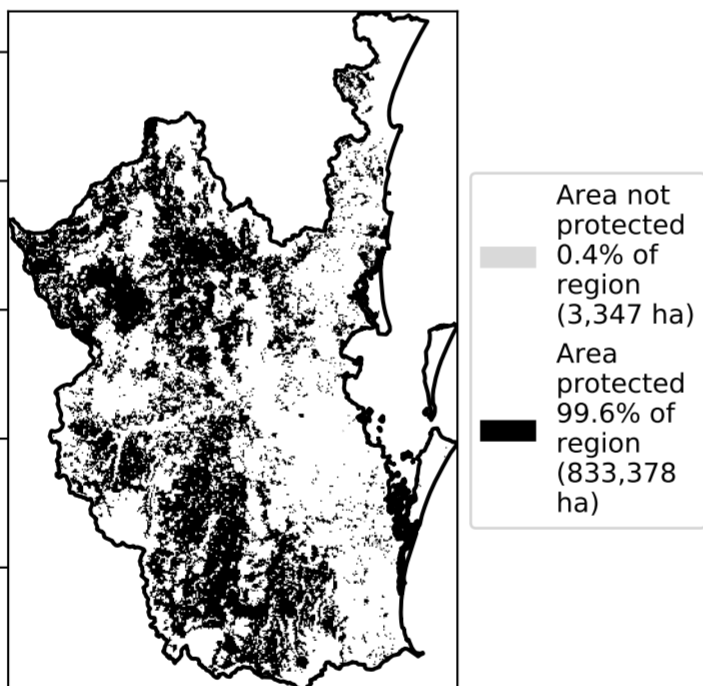 Area not
protected
0.4% of
region
(3,347 ha)
Area
protected
99.6% of
region
(833,378
ha)